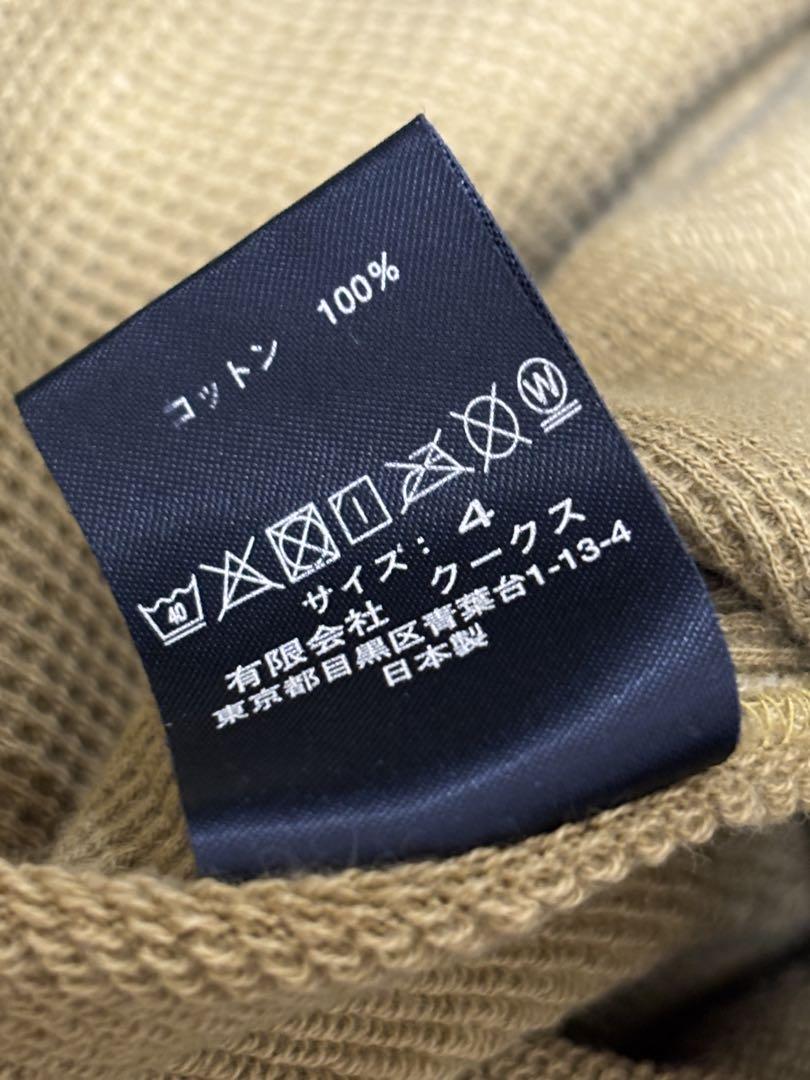 コットン 100%
40 W
サイズ: 4
有限会社 クークス
東京都目黒区青葉台1-13-4
日本製